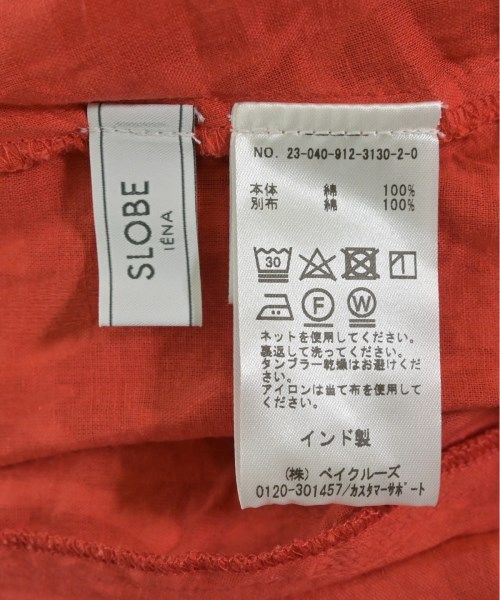 SLOBE
IÉNA
NO. 23-040-912-3130-2-0
本体 綿 100%
別布 綿 100%
30
F W
ネットを使用してください。
裏返して洗ってください。
タンブラー乾燥はお避けくださ
い。
アイロンは当て布を使用して
ください。
インド製
(株) ベイクルーズ
0120-301457/カスタマーサポート